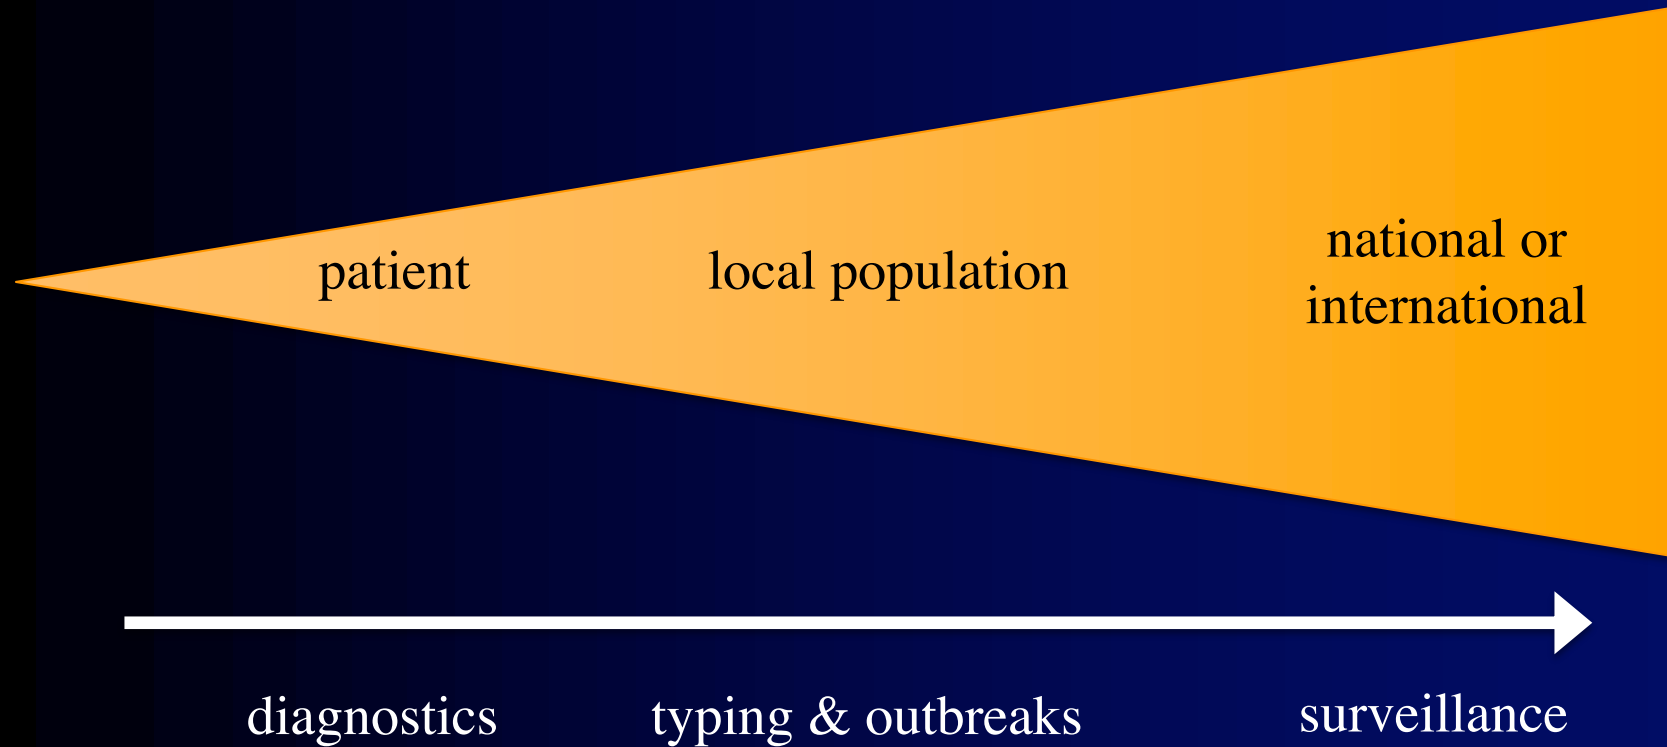 patient
local population
national or
international
diagnostics
typing & outbreaks
surveillance